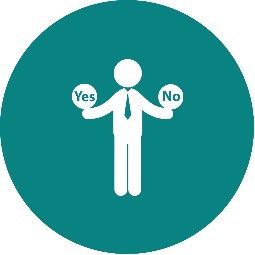 Yes No